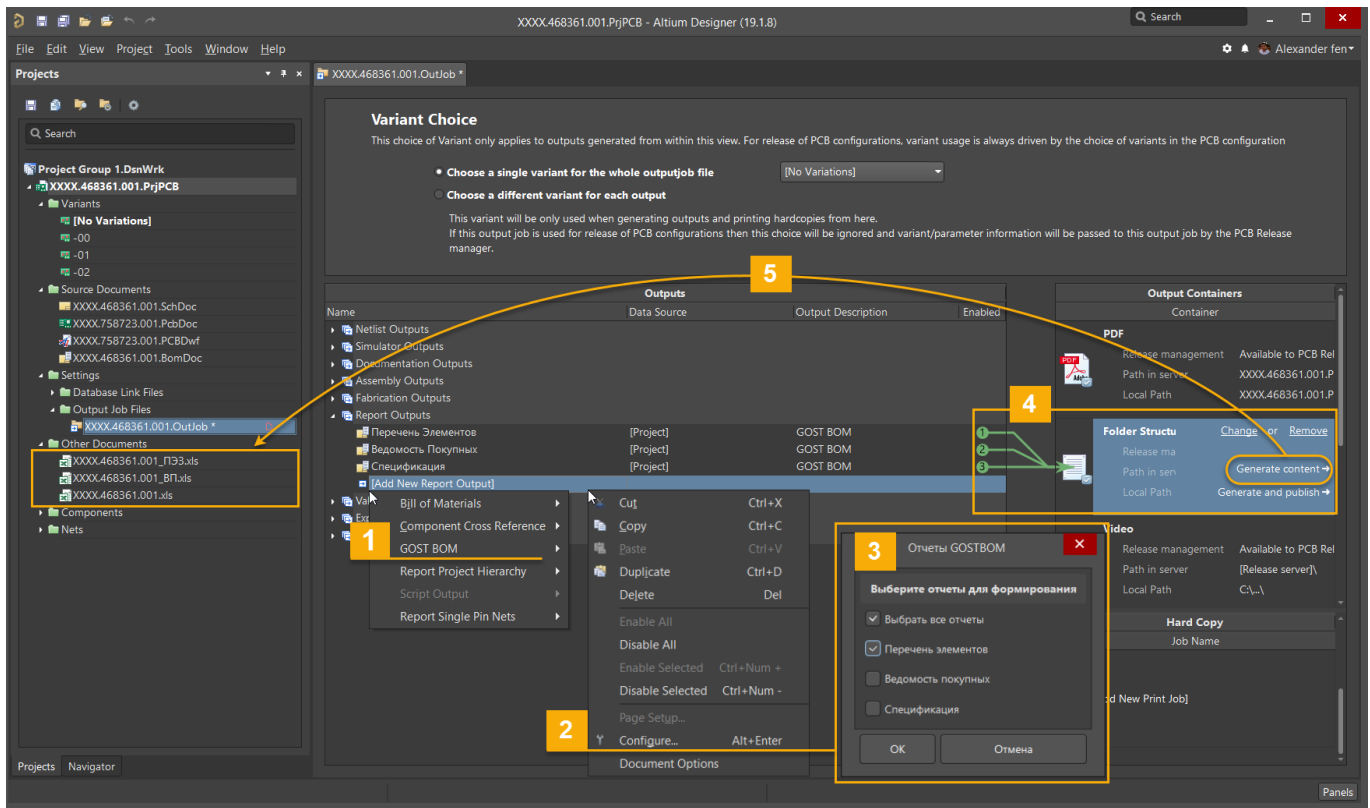 XXXX.468361.001.PrjPCB - Altium Designer (19.1.8)
Search
File Edit View Project Tools Window Help
Alexander fen
Projects
XXXX.468361.001.OutJob *
Search
Project Group 1.DsnWrk
XXXX.468361.001.PrjPCB
Variants
[No Variations]
-00
-01
-02
Source Documents
XXXX.468361.001.SchDoc
XXXX.758723.001.PcbDoc
XXXX.758723.001.PCBDwf
XXXX.468361.001.BomDoc
Settings
Database Link Files
Output Job Files
XXXX.468361.001.OutJob *
Other Documents
XXXX.468361.001_ПЭ3.xls
XXXX.468361.001_ВП.xls
XXXX.468361.001.xls
Components
Nets
Projects Navigator
Variant Choice
This choice of Variant only applies to outputs generated from within this view. For release of PCB configurations, variant usage is always driven by the choice of variants in the PCB configuration
Choose a single variant for the whole outputjob file [No Variations]
Choose a different variant for each output
This variant will be only used when generating outputs and printing hardcopies from here.
If this output job is used for release of PCB configurations then this choice will be ignored and variant/parameter information will be passed to this output job by the PCB Release
manager.
5
Outputs
Name Data Source Output Description Enabled
Netlist Outputs
Simulator Outputs
Documentation Outputs
Assembly Outputs
Fabrication Outputs
Report Outputs
Перечень Элементов [Project] GOST BOM 1
Ведомость Покупных [Project] GOST BOM 2
Спецификация [Project] GOST BOM 3
[Add New Report Output]
Val
Exp
1
Bill of Materials
Component Cross Reference
GOST BOM
Report Project Hierarchy
Script Output
Report Single Pin Nets
Cut Ctrl+X
Copy Ctrl+C
Paste Ctrl+V
Duplicate Ctrl+D
Delete Del
Enable All
Disable All
Enable Selected Ctrl+Num +
Disable Selected Ctrl+Num -
Page Setup...
2
Configure... Alt+Enter
Document Options
3
Отчеты GOSTBOM
Выберите отчеты для формирования
Выбрать все отчеты
Перечень элементов
Ведомость покупных
Спецификация
OK Отмена
Output Containers
Container
PDF
Release management Available to PCB Rel
Path in server XXXX.468361.001.P
Local Path XXXX.468361.001.P
4
Folder Structu Change or Remove
Release ma
Path in ser Generate content
Local Path Generate and publish
Video
Release management Available to PCB Rel
Path in server [Release server]\
Local Path C:\...\
Hard Copy
Job Name
d New Print Job]
Panels